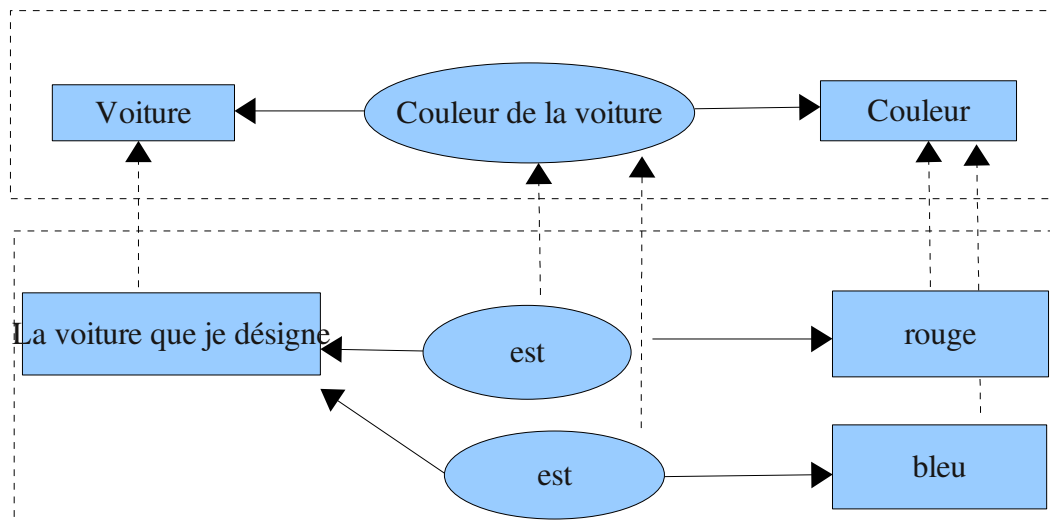 Voiture
Couleur de la voiture
Couleur
La voiture que je désigne
est
rouge
est
bleu